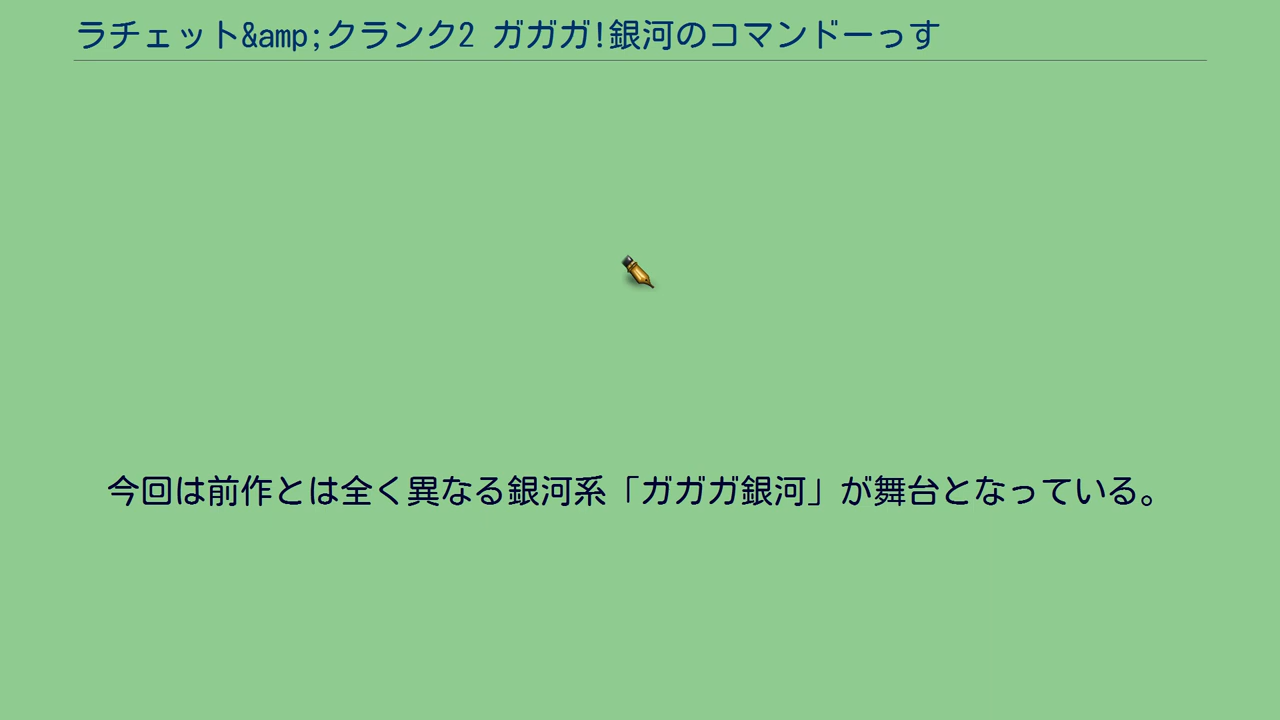 ラチェット&amp;クランク2 ガガガ!銀河のコマンドーっす
今回は前作とは全く異なる銀河系「ガガガ銀河」が舞台となっている。